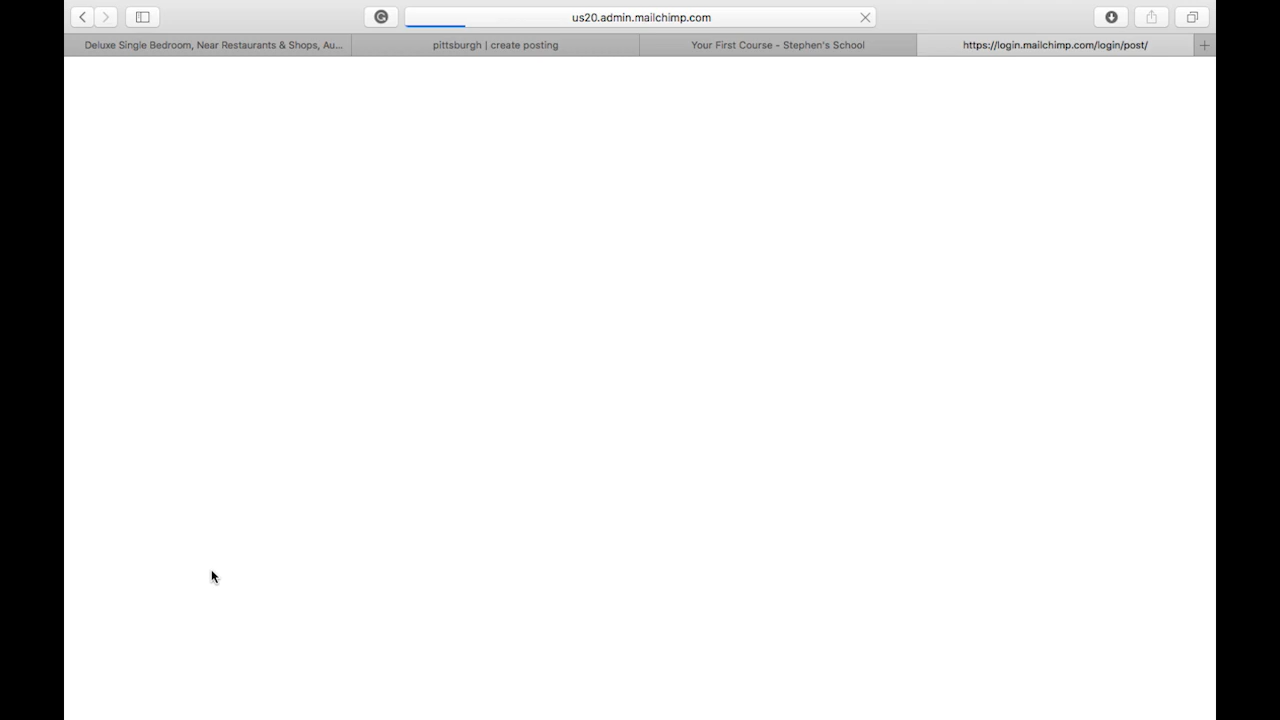 us20.admin.mailchimp.com
Deluxe Single Bedroom, Near Restaurants & Shops, Au...
pittsburgh | create posting
Your First Course - Stephen's School
https://login.mailchimp.com/login/post/